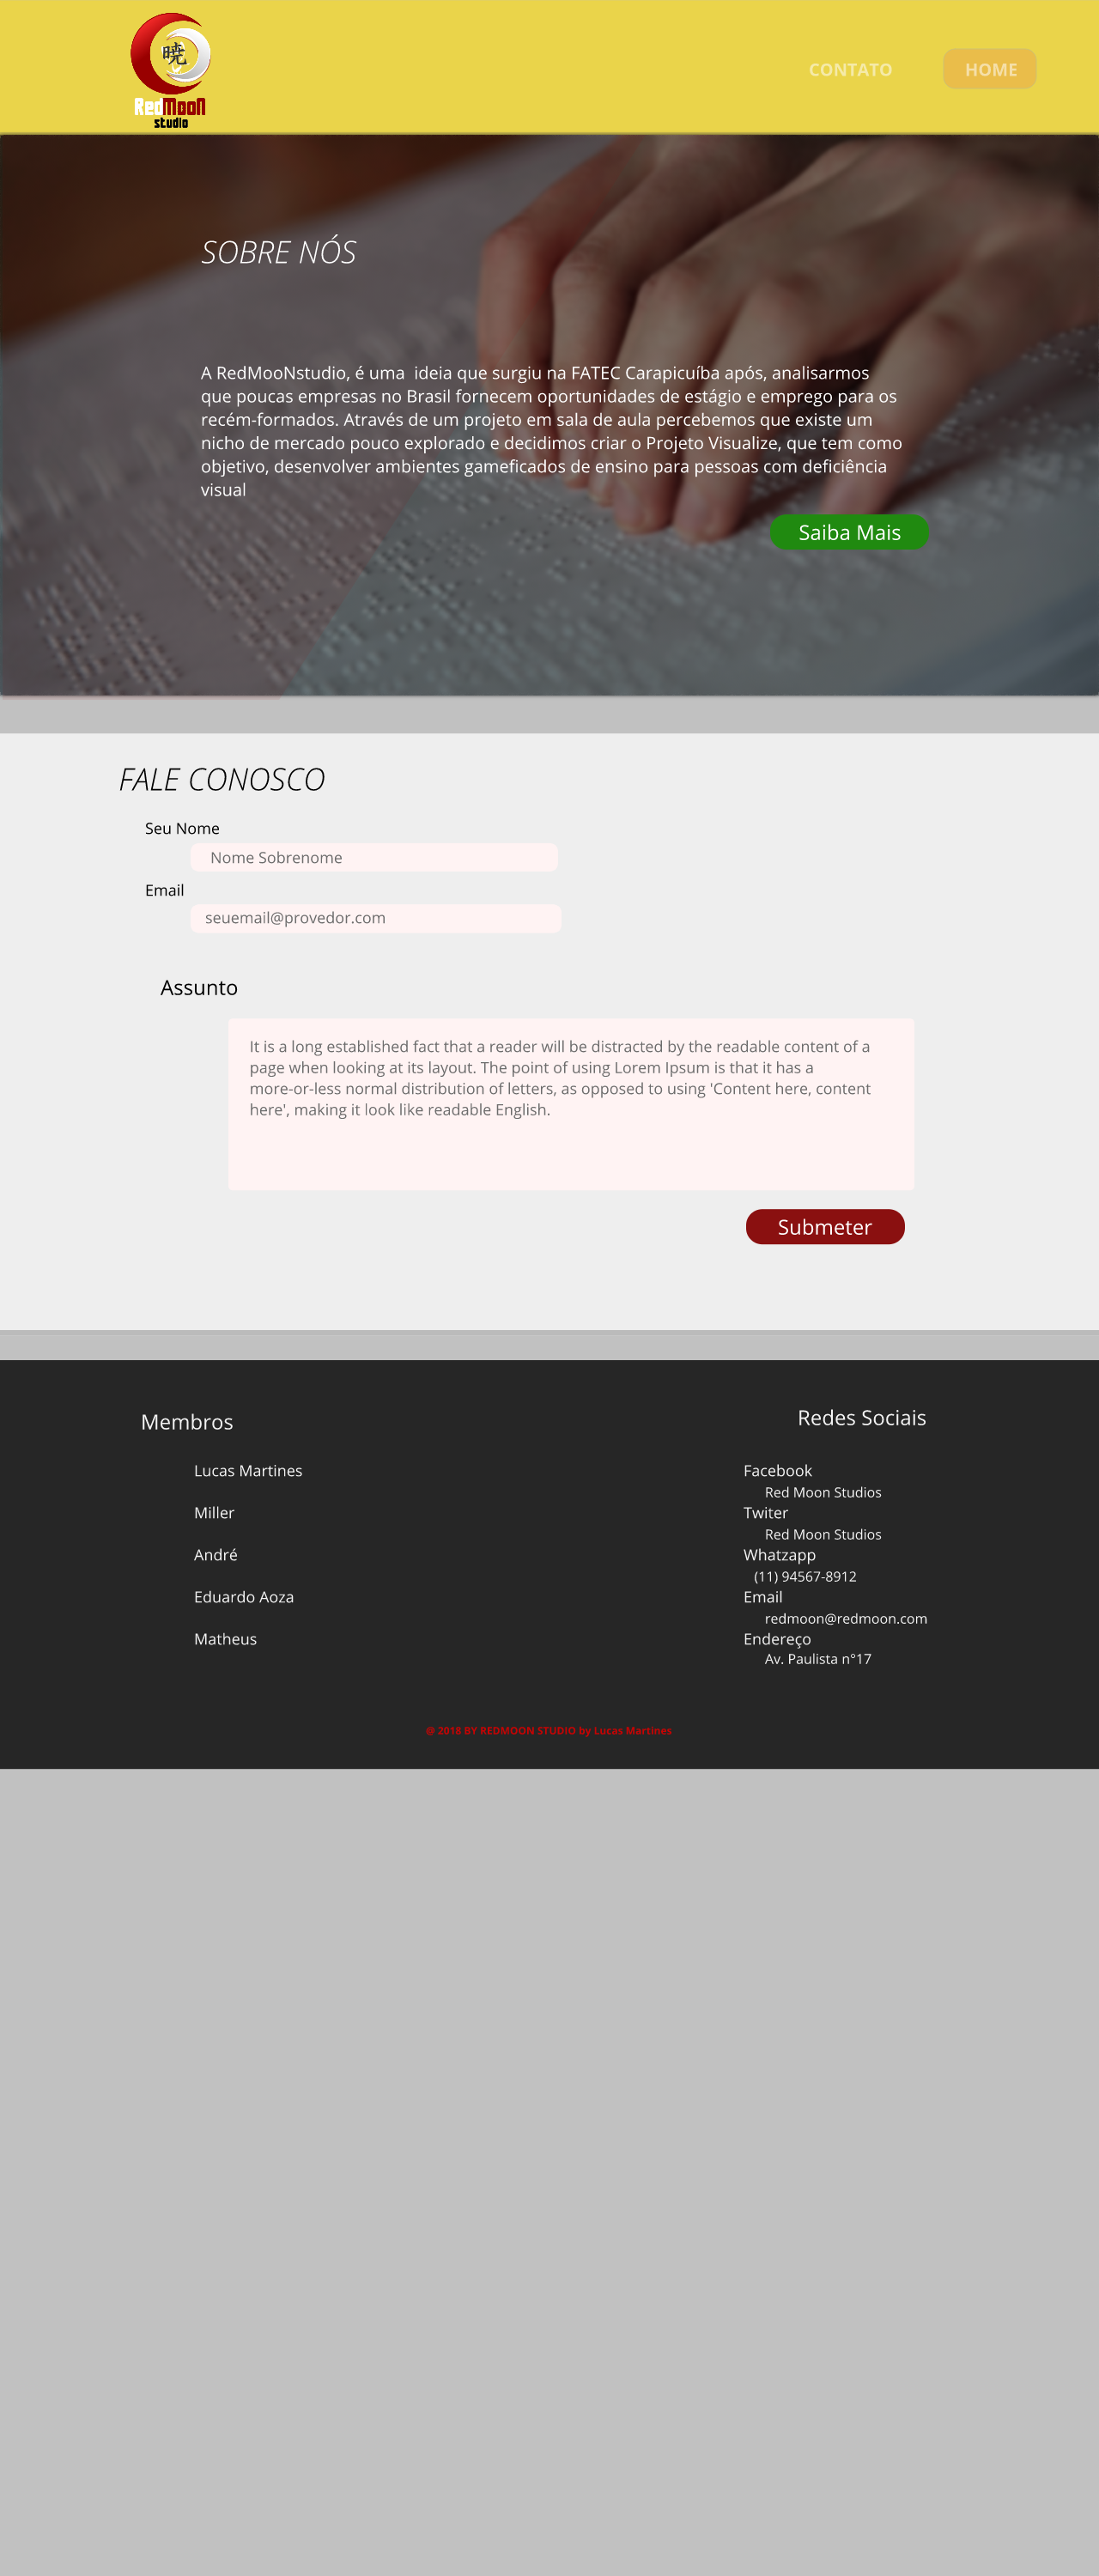 暁
RedMooN
studio
CONTATO
HOME
SOBRE NÓS
A RedMooNstudio, é uma  ideia que surgiu na FATEC Carapicuíba após, analisarmos
que poucas empresas no Brasil fornecem oportunidades de estágio e emprego para os
recém-formados. Através de um projeto em sala de aula percebemos que existe um
nicho de mercado pouco explorado e decidimos criar o Projeto Visualize, que tem como
objetivo, desenvolver ambientes gameficados de ensino para pessoas com deficiência
visual
Saiba Mais
FALE CONOSCO
Seu Nome
Nome Sobrenome
Email
seuemail@provedor.com
Assunto
It is a long established fact that a reader will be distracted by the readable content of a
page when looking at its layout. The point of using Lorem Ipsum is that it has a
more-or-less normal distribution of letters, as opposed to using 'Content here, content
here', making it look like readable English.
Submeter
Membros
Lucas Martines
Miller
André
Eduardo Aoza
Matheus
Redes Sociais
Facebook
Red Moon Studios
Twiter
Red Moon Studios
Whatzapp
(11) 94567-8912
Email
redmoon@redmoon.com
Endereço
Av. Paulista n°17
@ 2018 BY REDMOON STUDIO by Lucas Martines